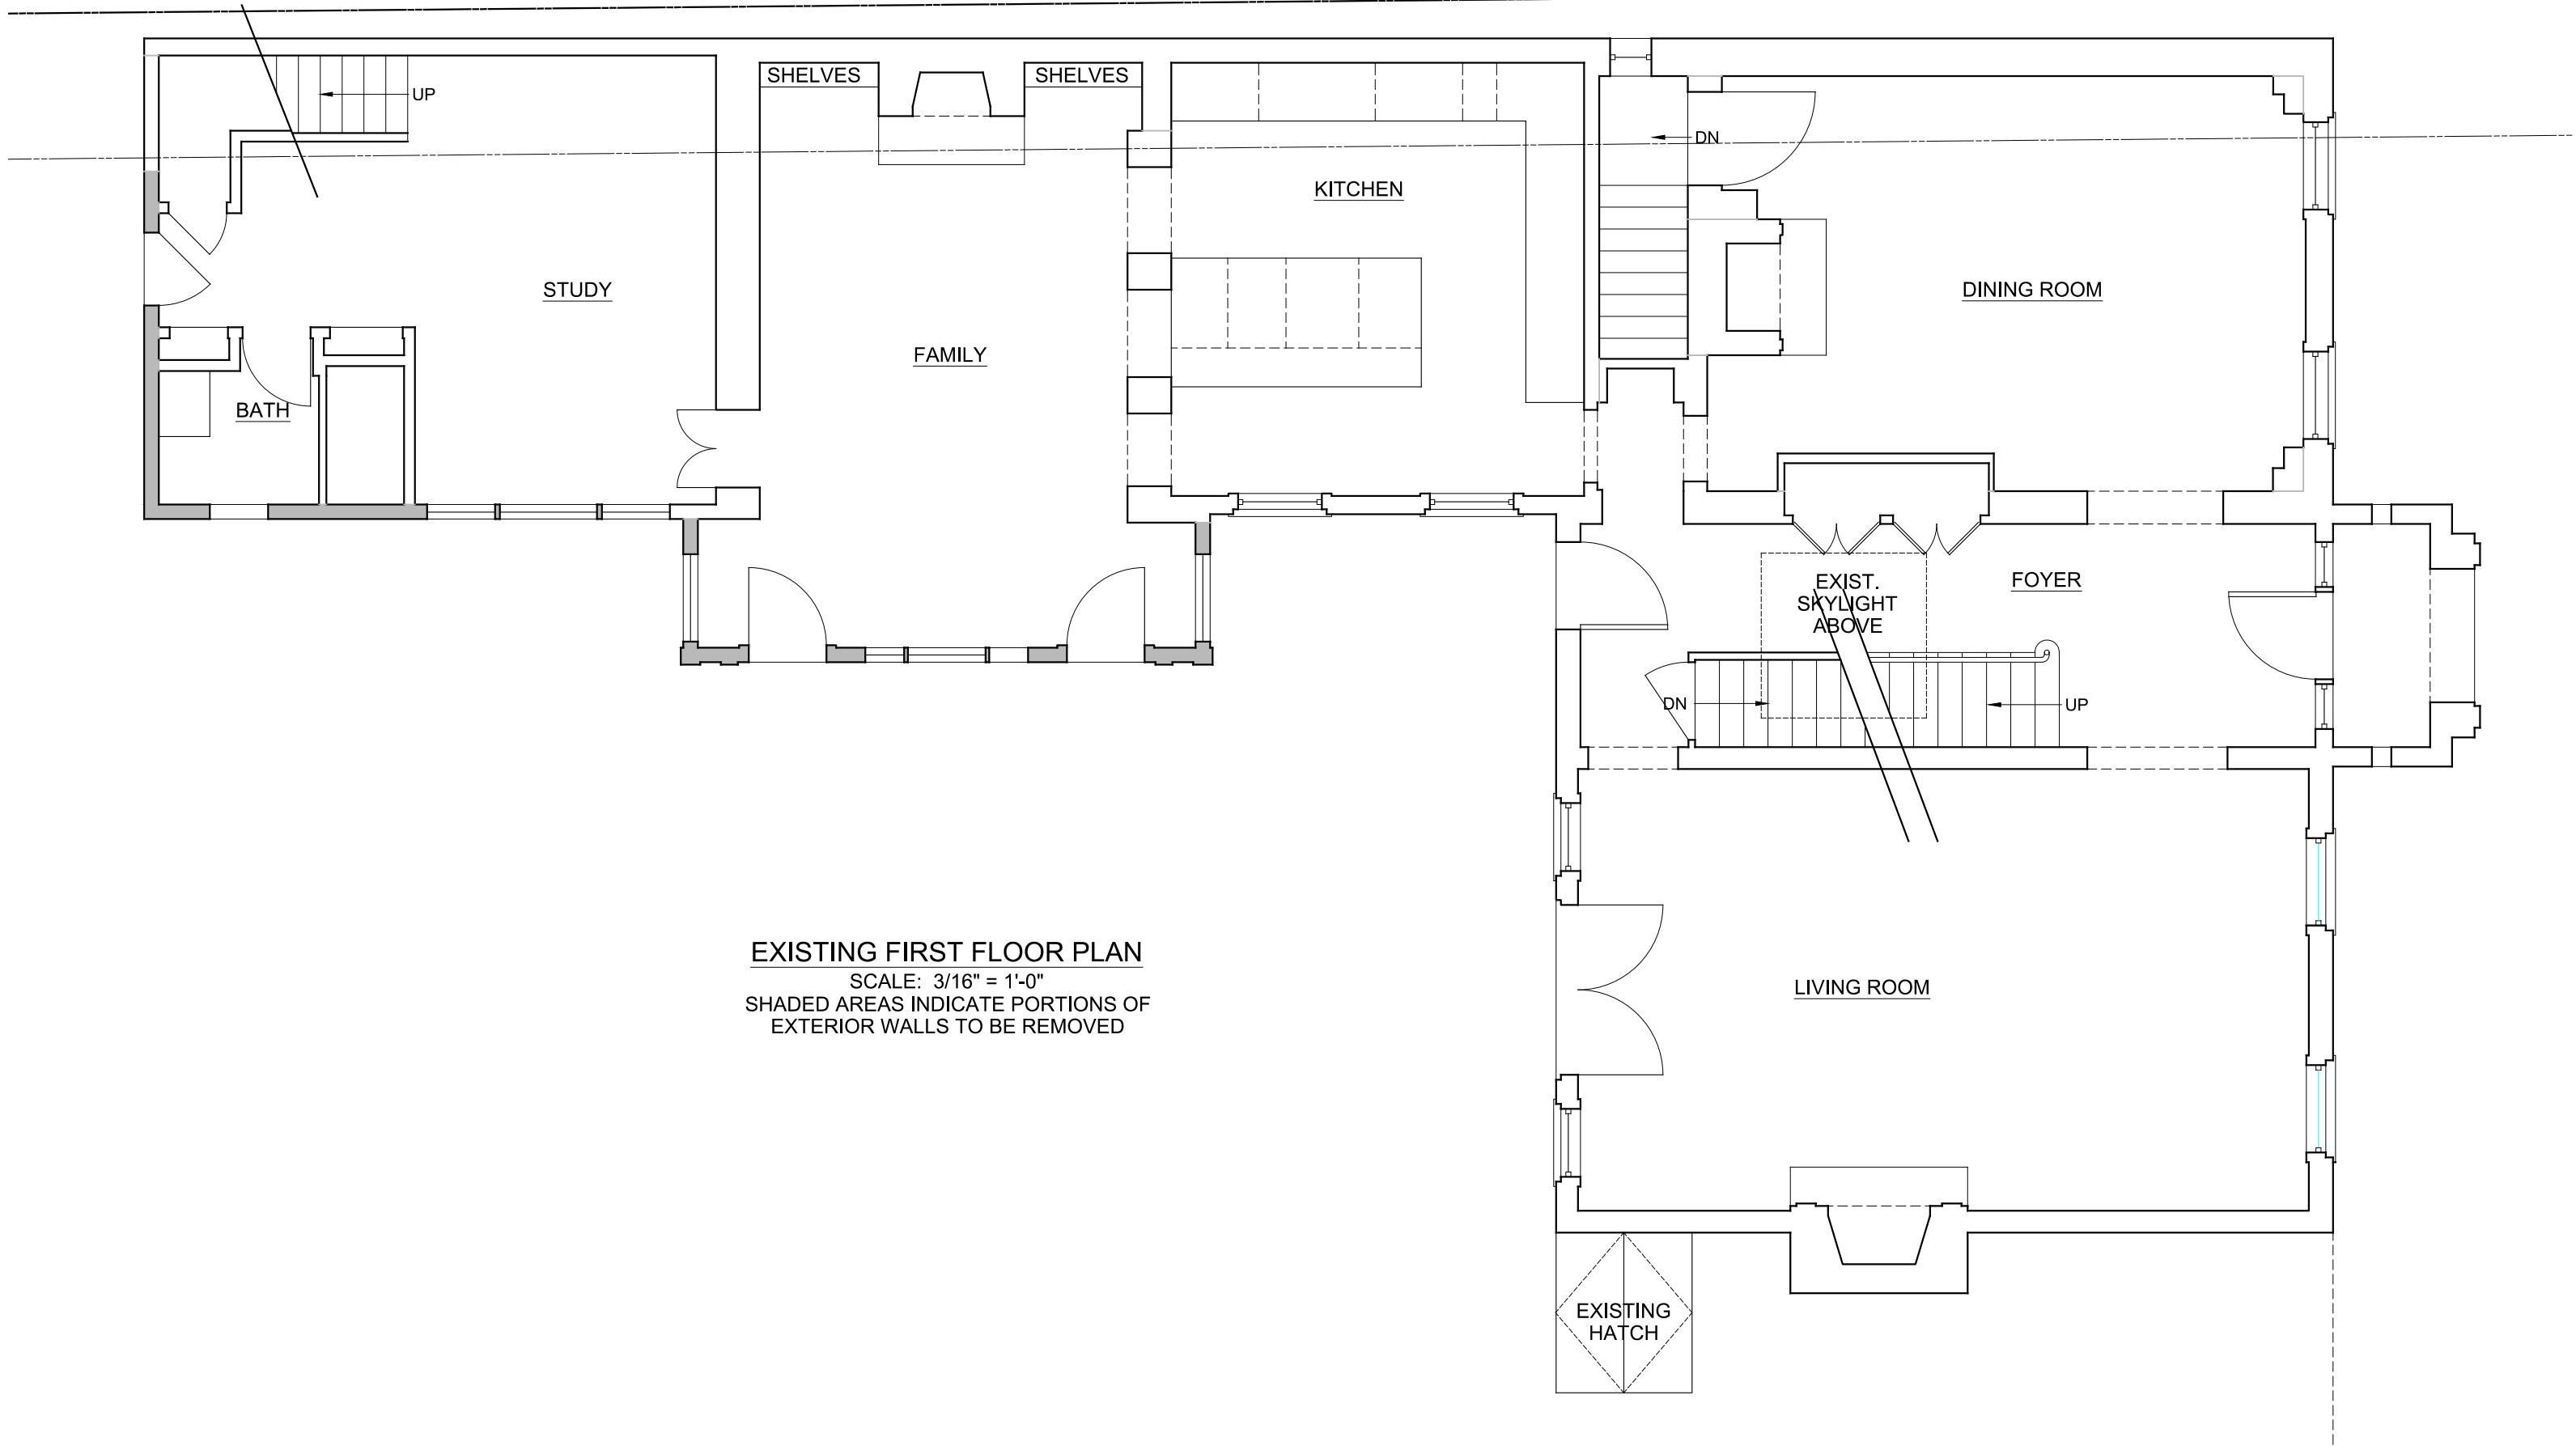 SHELVES
SHELVES
UP
DN
KITCHEN
STUDY
DINING ROOM
FAMILY
BATH
EXIST.
SKYLIGHT
ABOVE
FOYER
DN
UP
EXISTING FIRST FLOOR PLAN
SCALE: 3/16" = 1'-0"
SHADED AREAS INDICATE PORTIONS OF
EXTERIOR WALLS TO BE REMOVED
LIVING ROOM
EXISTING
HATCH